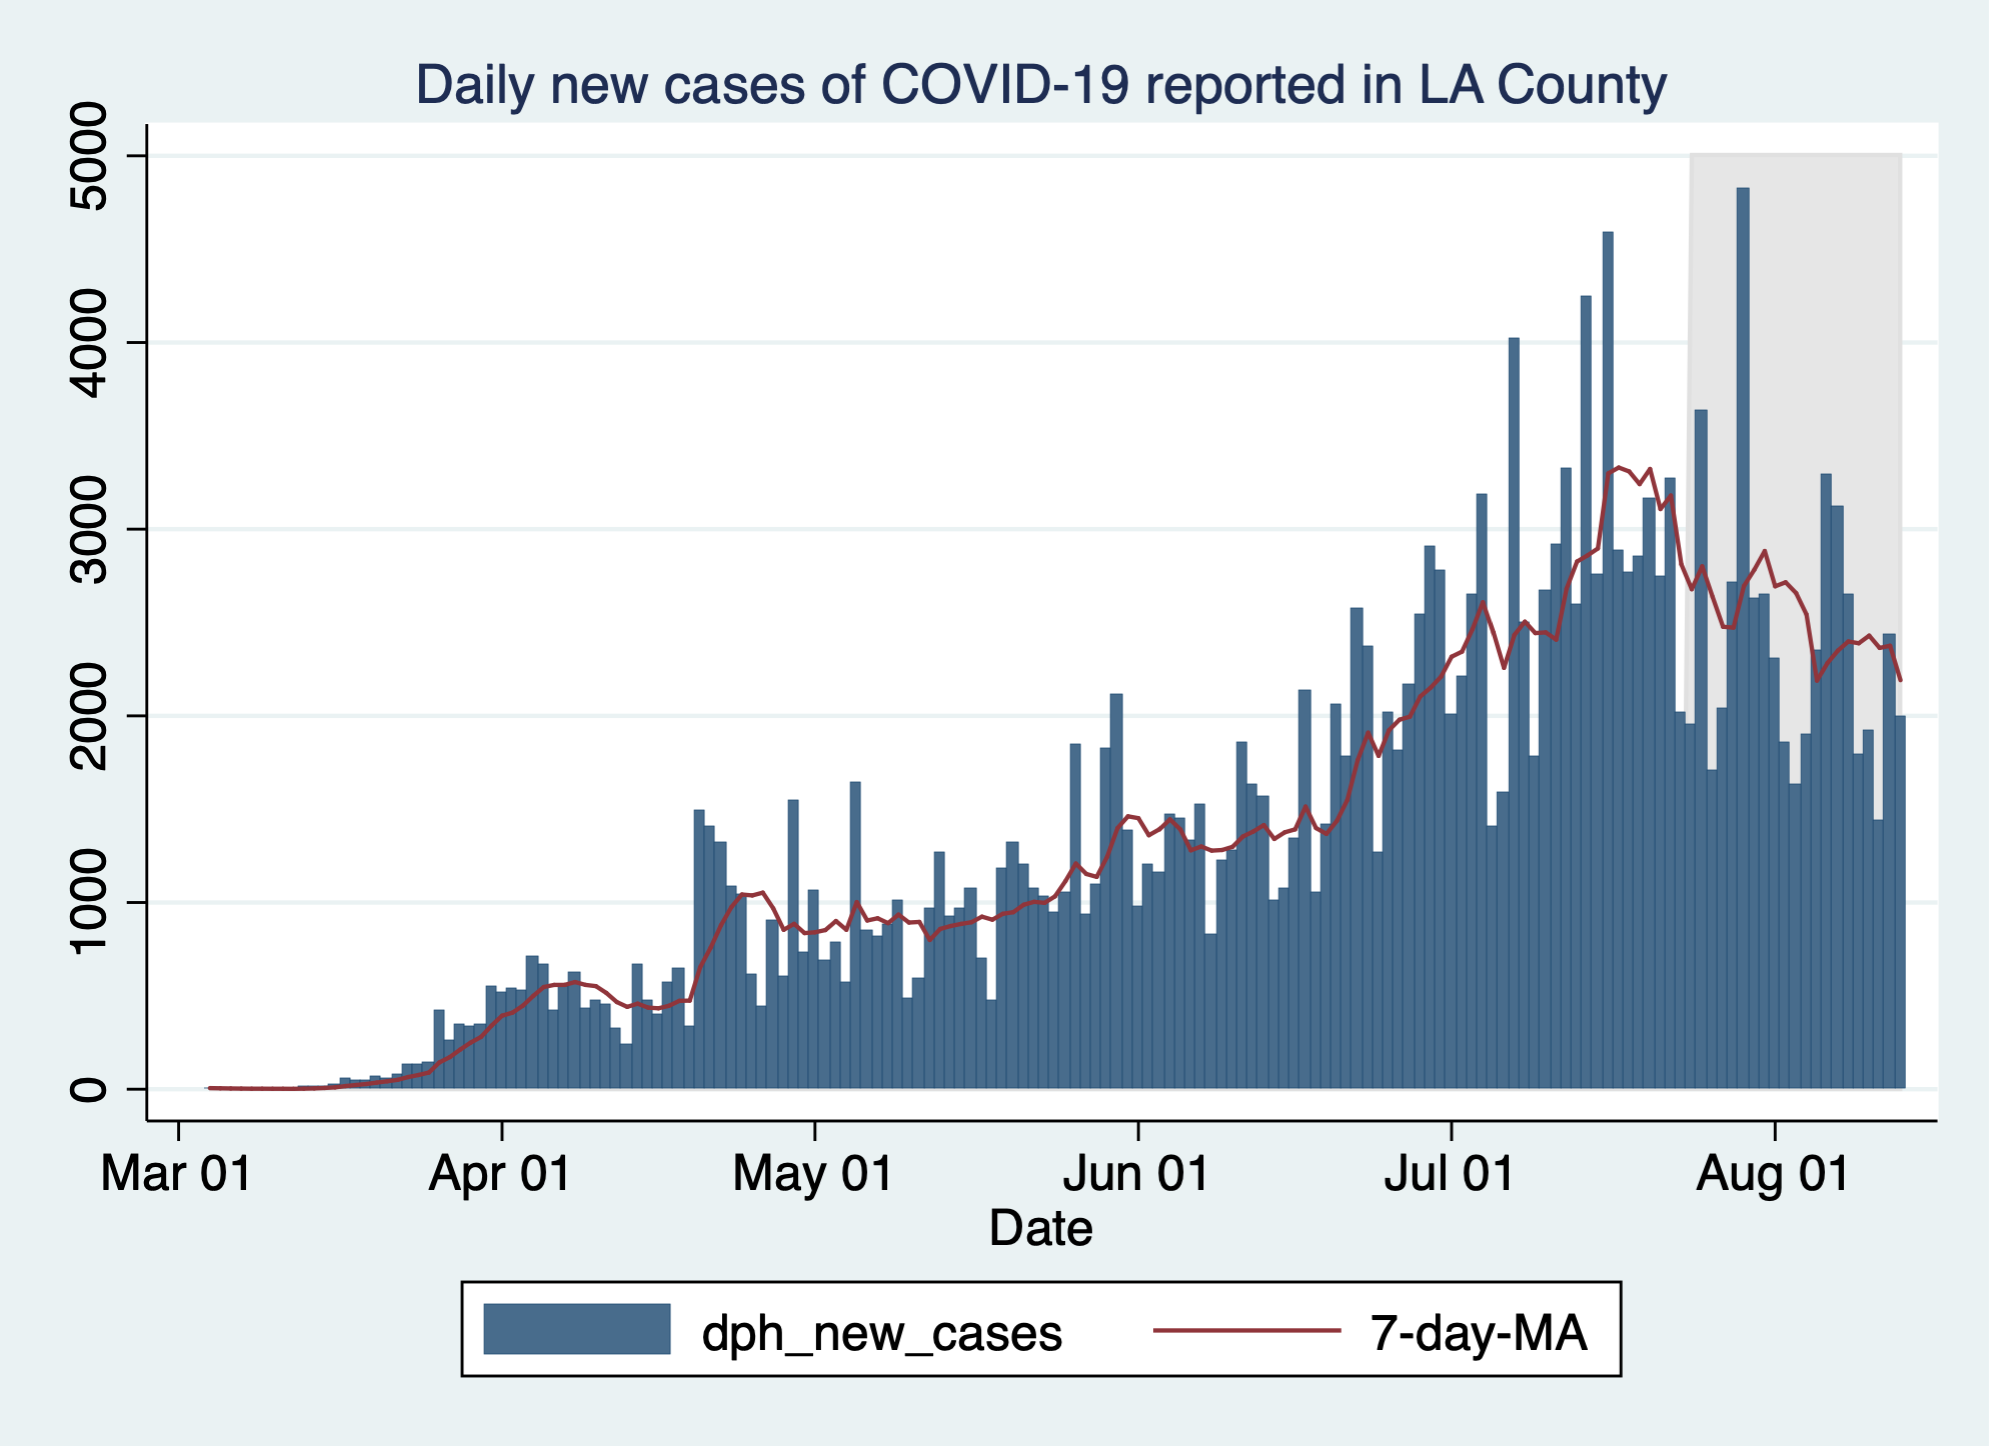 Daily new cases of COVID-19 reported in LA County
5000
4000
3000
2000
1000
0
Mar 01 Apr 01 May 01 Jun 01 Jul 01 Aug 01
Date
dph_new_cases 7-day-MA